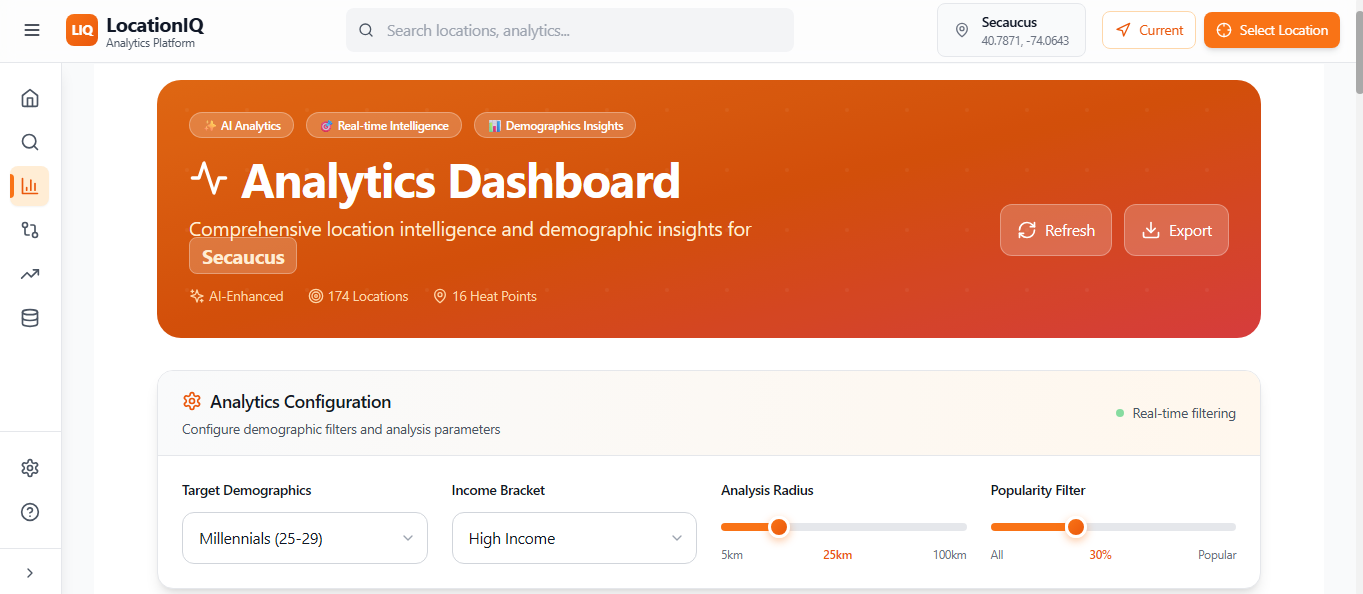 LIQ
LocationIQ
Analytics Platform
Search locations, analytics...
Secaucus
40.7871, -74.0643
Current
Select Location
AI Analytics
Real-time Intelligence
Demographics Insights
Analytics Dashboard
Comprehensive location intelligence and demographic insights for
Secaucus
AI-Enhanced
174 Locations
16 Heat Points
Refresh
Export
Analytics Configuration
Configure demographic filters and analysis parameters
Real-time filtering
Target Demographics
Millennials (25-29)
Income Bracket
High Income
Analysis Radius
5km
25km
100km
Popularity Filter
All
30%
Popular